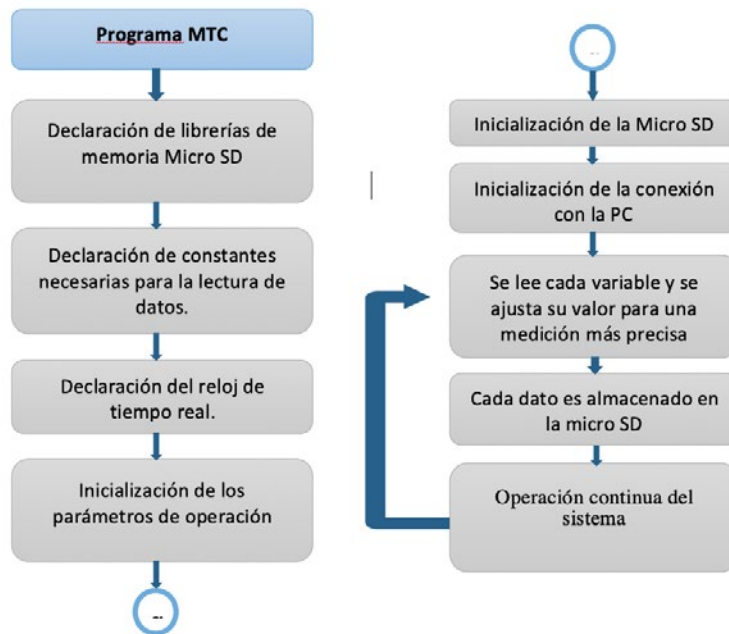 Programa MTC
Declaración de librerías de
memoria Micro SD
Declaración de constantes
necesarias para la lectura de
datos.
Declaración del reloj de
tiempo real.
Inicialización de los
parámetros de operación
...
...
Inicialización de la Micro SD
Inicialización de la conexión
con la PC
Se lee cada variable y se
ajusta su valor para una
medición más precisa
Cada dato es almacenado en
la micro SD
Operación continua del
sistema